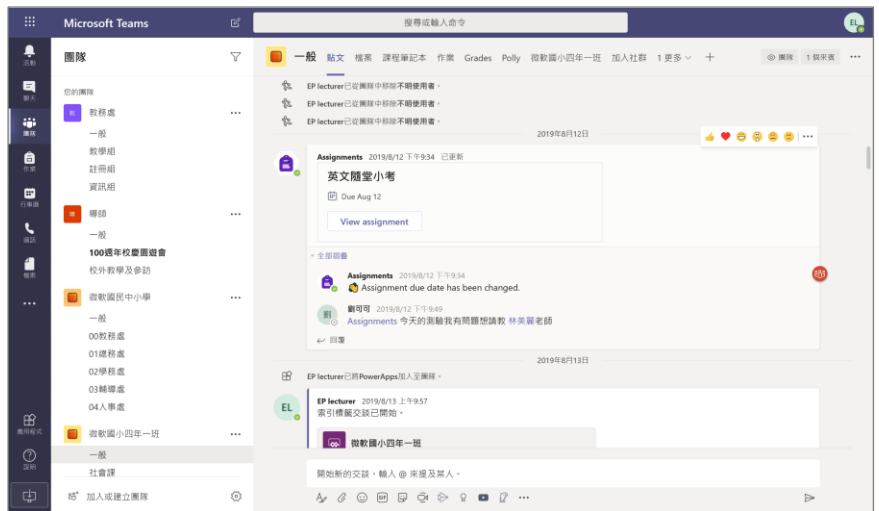 Microsoft Teams
搜尋或輸入命令
EL
活動
聊天
團隊
作業
行事曆
通話
檔案
應用程式
說明
團隊
您的團隊
教
教務處
一般
教學組
註冊組
資訊組
導
導師
一般
100週年校慶園遊會
校外教學及參訪
微軟國民中小學
一般
00教務處
01總務處
02學務處
03輔導處
04人事處
微軟國小四年一班
一般
社會課
加入或建立團隊
一般
貼文 檔案 課程筆記本 作業 Grades Polly 微軟國小四年一班 加入社群 1 更多
團隊
1 個來賓
EP lecturer已從團隊中移除不明使用者。
EP lecturer已從團隊中移除不明使用者。
EP lecturer已從團隊中移除不明使用者。
2019年8月12日
Assignments 2019/8/12 下午9:34 已更新
英文隨堂小考
Due Aug 12
View assignment
全部摺疊
Assignments 2019/8/12 下午9:34
Assignment due date has been changed.
劉
劉可可 2019/8/12 下午9:49
Assignments 今天的測驗我有問題想請教 林美麗老師
回覆
2019年8月13日
EP lecturer已將PowerApps加入至團隊。
EL
EP lecturer 2019/8/13 上午9:57
索引標籤交談已開始。
微軟國小四年一班
開始新的交談。輸入 @ 來提及某人。
GIF